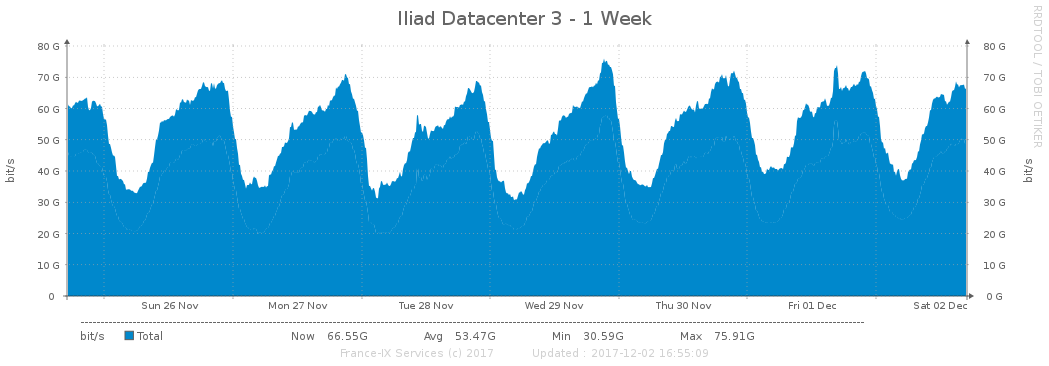 Iliad Datacenter 3 - 1 Week
RRDTOOL / TOBI OETIKER
80 G 80 G
70 G 70 G
60 G 60 G
50 G 50 G
40 G 40 G
30 G 30 G
20 G 20 G
10 G 10 G
0 0 G
bit/s
bit/s
Sun 26 Nov Mon 27 Nov Tue 28 Nov Wed 29 Nov Thu 30 Nov Fri 01 Dec Sat 02 Dec
bit/s Total Now 66.55G Avg 53.47G Min 30.59G Max 75.91G
France-IX Services (c) 2017 Updated : 2017-12-02 16:55:09